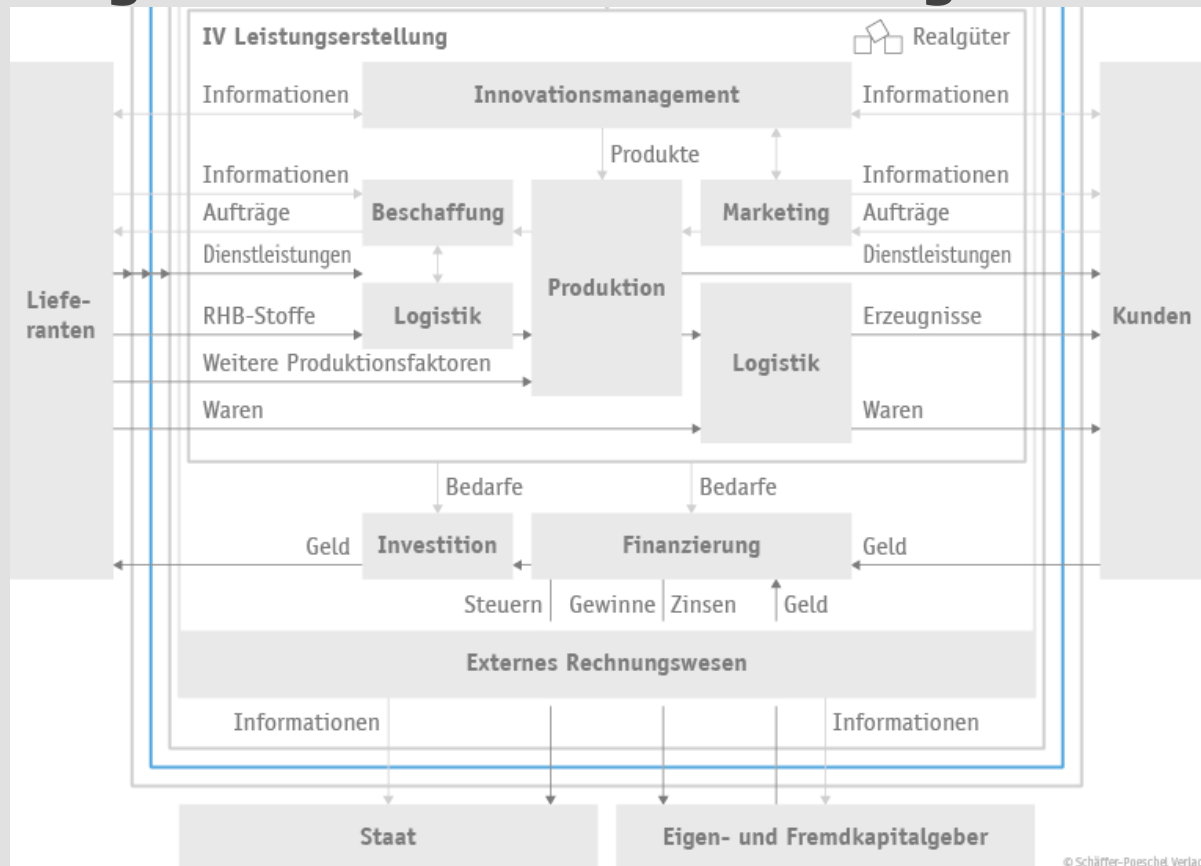 IV Leistungserstellung
Realgüter
Informationen
Innovationsmanagement
Informationen
Produkte
Informationen
Informationen
Aufträge
Beschaffung
Marketing
Aufträge
Dienstleistungen
Dienstleistungen
Produktion
Liefe-
ranten
RHB-Stoffe
Logistik
Erzeugnisse
Kunden
Weitere Produktionsfaktoren
Logistik
Waren
Waren
Bedarfe
Bedarfe
Geld
Investition
Finanzierung
Geld
Steuern
Gewinne
Zinsen
Geld
Externes Rechnungswesen
Informationen
Informationen
Staat
Eigen- und Fremdkapitalgeber
© Schäffer-Poeschel Verlag